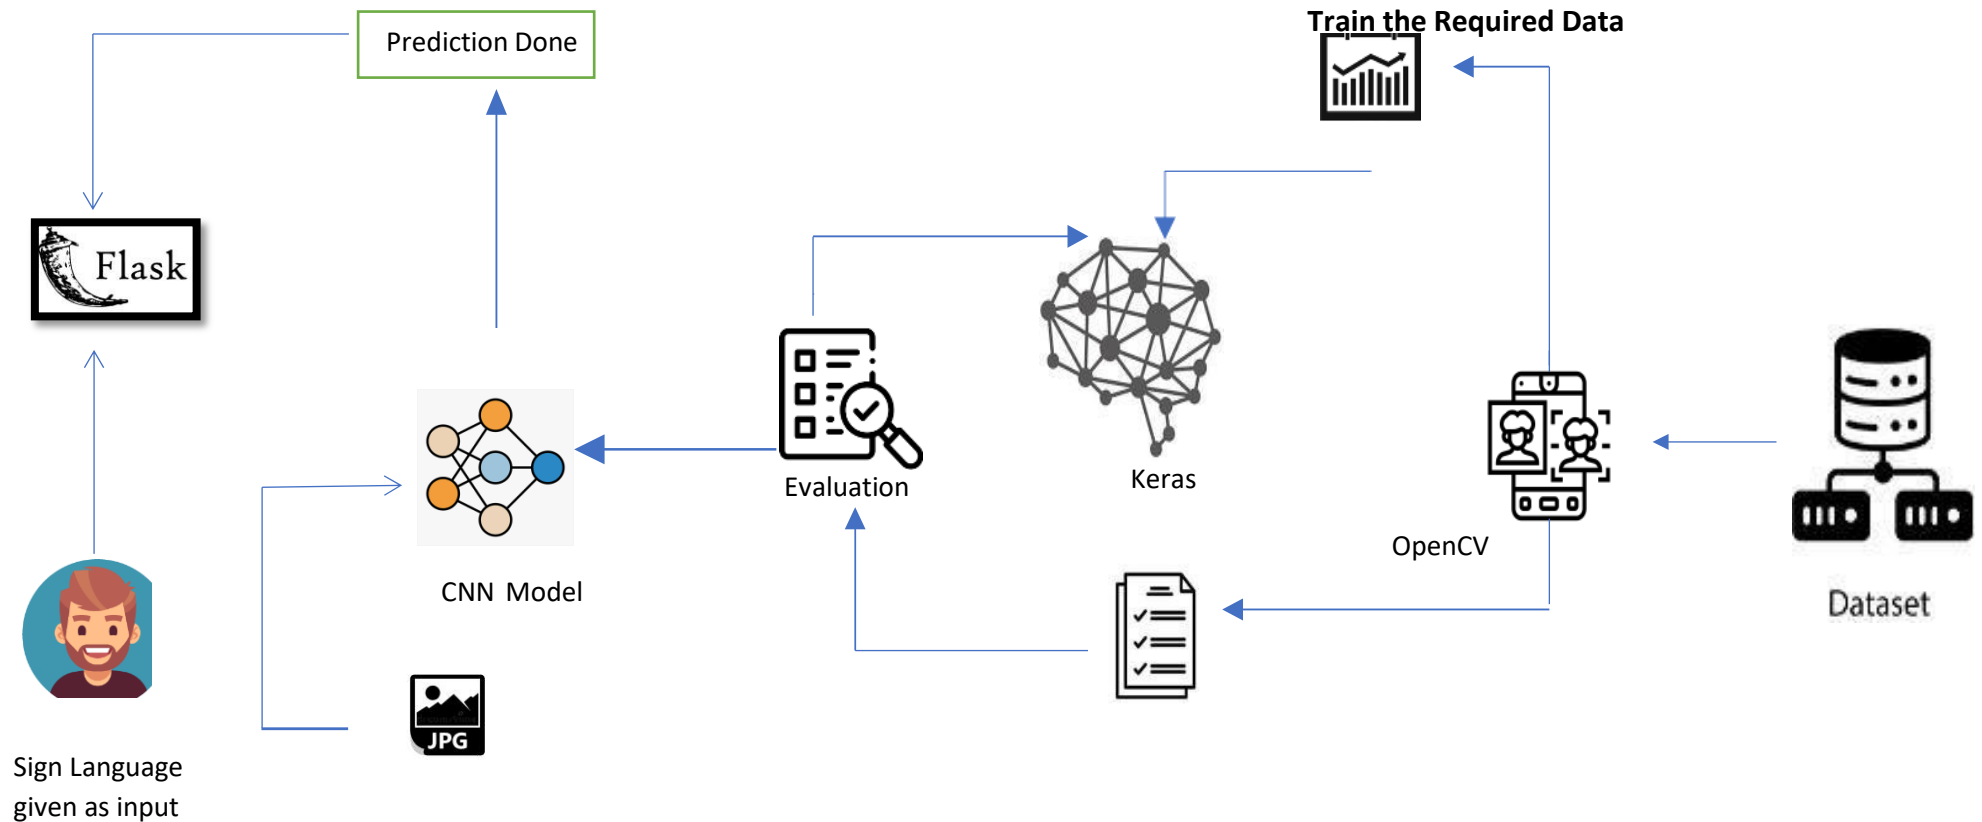 Train the Required Data
Prediction Done
Flask
Evaluation
Keras
OpenCV
CNN Model
Dataset
JPG
Sign Language
given as input